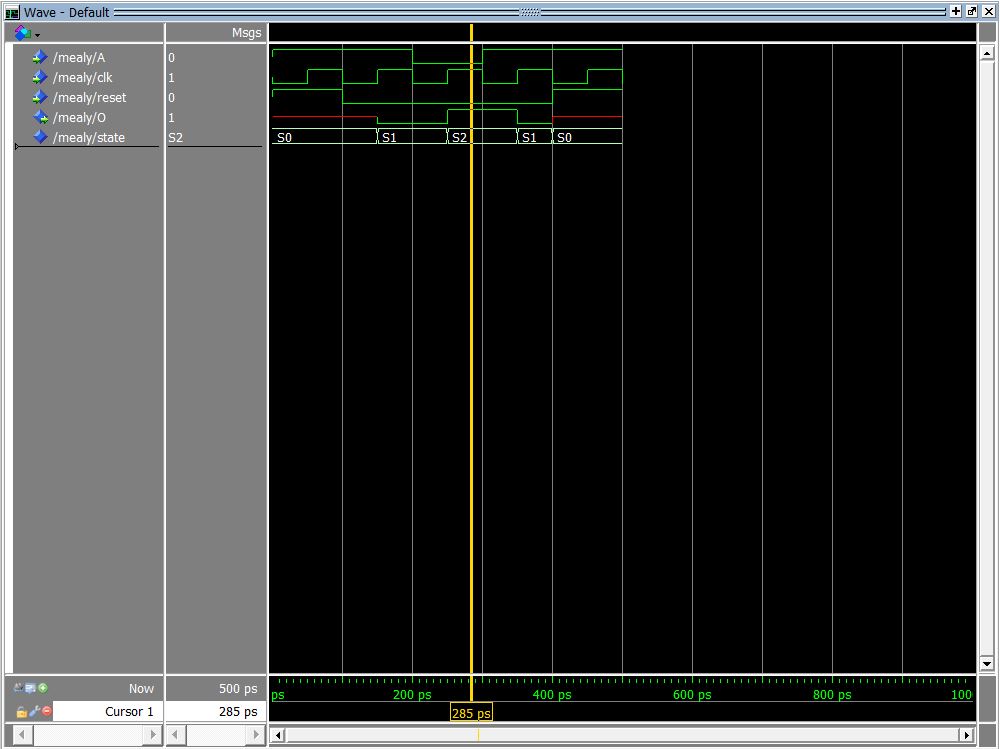 Wave - Default
Msgs
/mealy/A 0
/mealy/clk 1
/mealy/reset 0
/mealy/O 1
/mealy/state S2 S0 S1 S2 S1 S0
Now 500 ps ps 200 ps 400 ps 600 ps 800 ps 100
Cursor 1 285 ps 285 ps